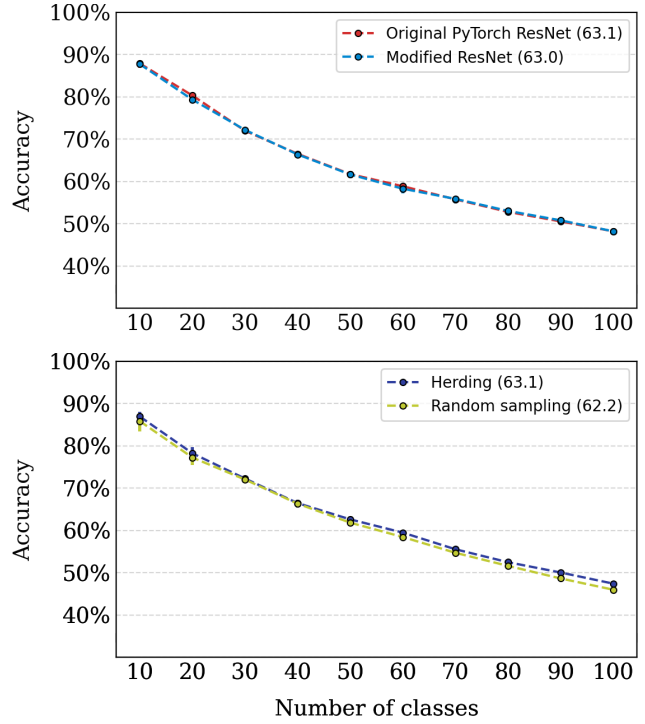 100%
90%
80%
70%
60%
50%
40%
Accuracy
Original PyTorch ResNet (63.1)
Modified ResNet (63.0)
10 20 30 40 50 60 70 80 90 100
100%
90%
80%
70%
60%
50%
40%
Accuracy
Herding (63.1)
Random sampling (62.2)
10 20 30 40 50 60 70 80 90 100
Number of classes